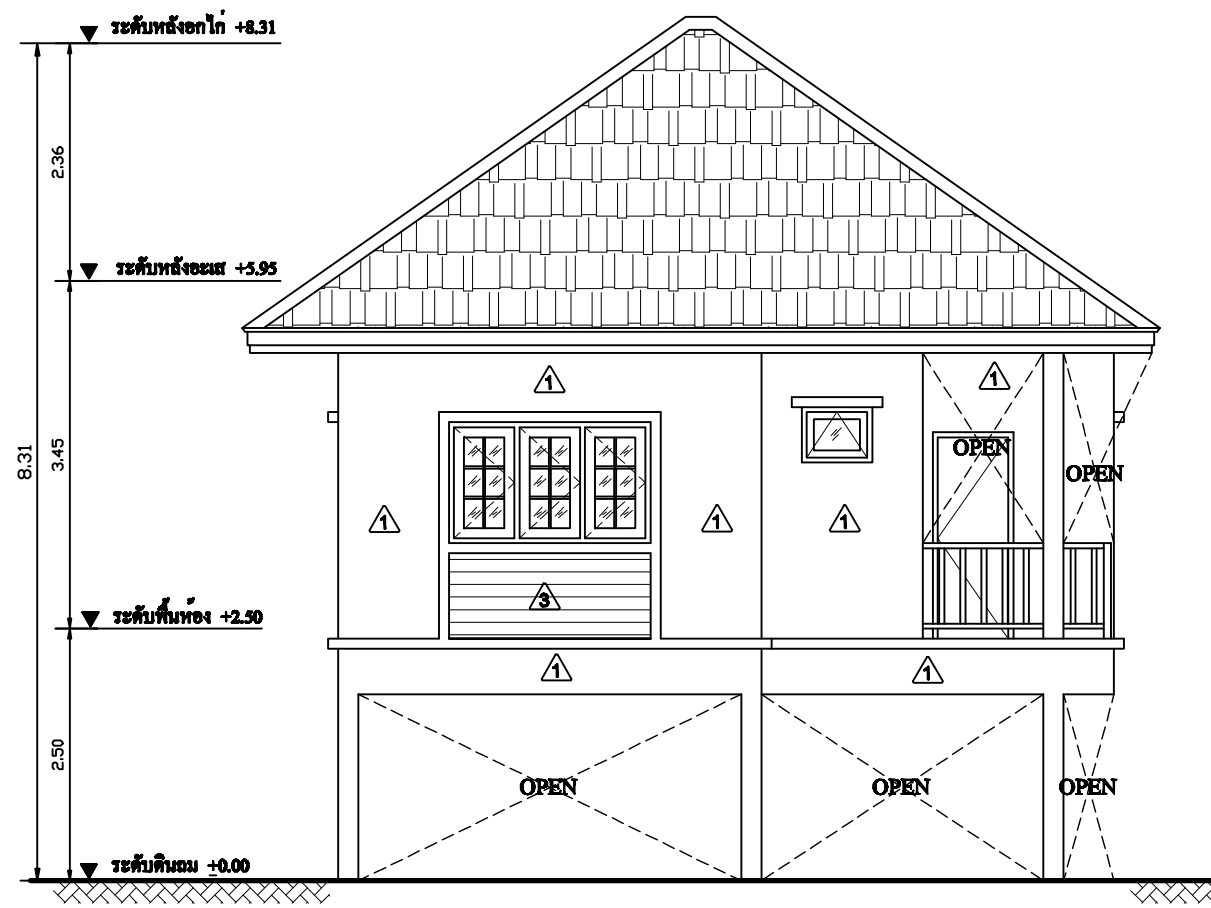 ระดับหลังอกไก่ +8.31
2.36
ระดับหลังอะเส +5.95
8.31
3.45
1
1
OPEN
OPEN
1
1
1
3
ระดับพื้นห้อง +2.50
1
1
2.50
OPEN
OPEN
OPEN
ระดับดินถม ±0.00